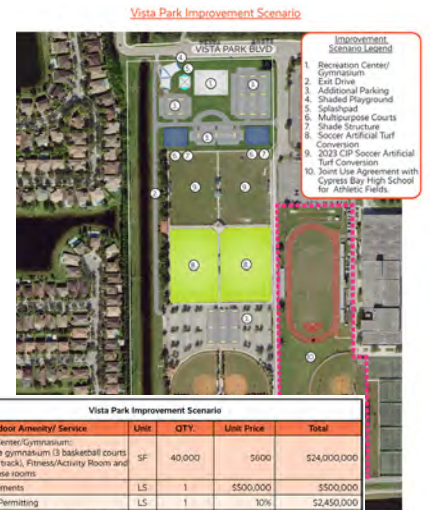 Vista Park Improvement Scenario
VISTA PARK BLVD
Improvement
Scenario Legend
1. Recreation Center/
Gymnasium
2. Exit Drive
3. Additional Parking
4. Shaded Playground
5. Splashpad
6. Multipurpose Courts
7. Shade Structure
8. Soccer Artificial Turf
Conversion
9. 2023 CIP Soccer Artificial
Turf Conversion
10. Joint Use Agreement with
Cypress Bay High School
for Athletic Fields.
Vista Park Improvement Scenario
door Amenity/ Service Unit QTY. Unit Price Total
Center/Gymnasium:
gymnasium (3 basketball courts
track), Fitness/Activity Room and
se rooms
SF 40,000 $600 $24,000,000
ments LS 1 $500,000 $500,000
Permitting LS 1 10% $2,450,000